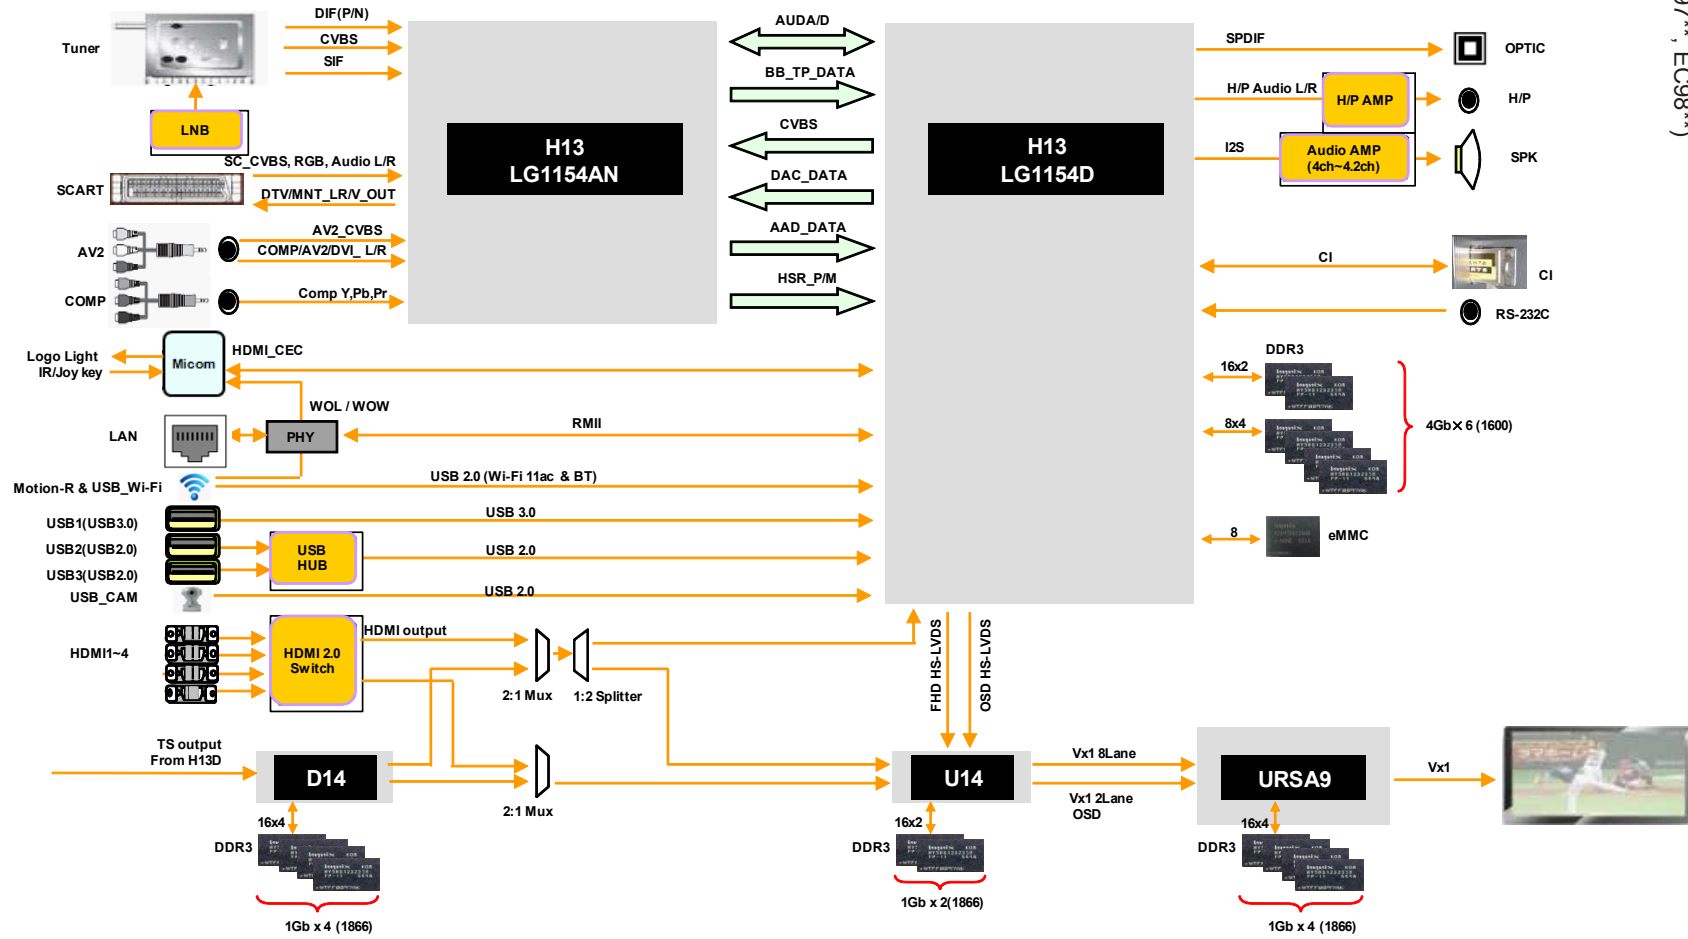 DIF(P/N)
CVBS
SIF
Tuner
LNB
SC_CVBS, RGB, Audio L/R
SCART
DTV/MNT_LR/V_OUT
AV2_CVBS
AV2
COMP/AV2/DVI_ L/R
COMP
Comp Y,Pb,Pr
H13
LG1154AN
AUDA/D
BB_TP_DATA
CVBS
DAC_DATA
AAD_DATA
HSR_P/M
H13
LG1154D
SPDIF
OPTIC
H/P Audio L/R
H/P AMP
H/P
I2S
Audio AMP
(4ch~4.2ch)
SPK
CI
CI
RS-232C
97**, EC98**)
Logo Light
IR/Joy key
Micom
HDMI_CEC
WOL / WOW
LAN
PHY
RMII
Motion-R & USB_Wi-Fi
USB 2.0 (Wi-Fi 11ac & BT)
USB1(USB3.0)
USB 3.0
USB2(USB2.0)
USB3(USB2.0)
USB
HUB
USB 2.0
USB_CAM
USB 2.0
DDR3
16x2
8x4
4Gb×6 (1600)
8
eMMC
HDMI1~4
HDMI 2.0
Switch
HDMI output
2:1 Mux
1:2 Splitter
FHD HS-LVDS
OSD HS-LVDS
TS output
From H13D
D14
2:1 Mux
U14
Vx1 8Lane
Vx1 2Lane
OSD
URSA9
Vx1
16x4
DDR3
1Gb x 4 (1866)
16x2
DDR3
1Gb x 2(1866)
16x4
DDR3
1Gb x 4 (1866)